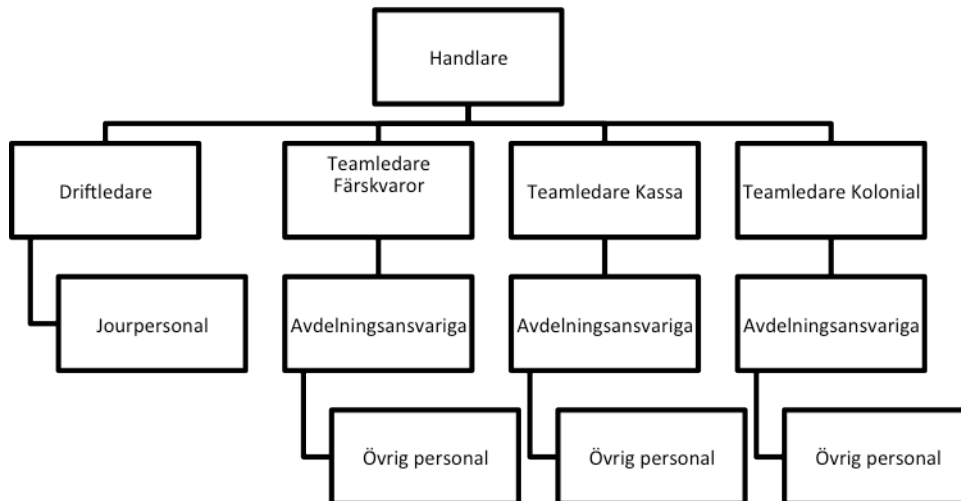 Handlare
Driftledare
Teamledare
Färskvaror
Teamledare Kassa
Teamledare Kolonial
Jourpersonal
Avdelningsansvariga
Avdelningsansvariga
Avdelningsansvariga
Övrig personal
Övrig personal
Övrig personal